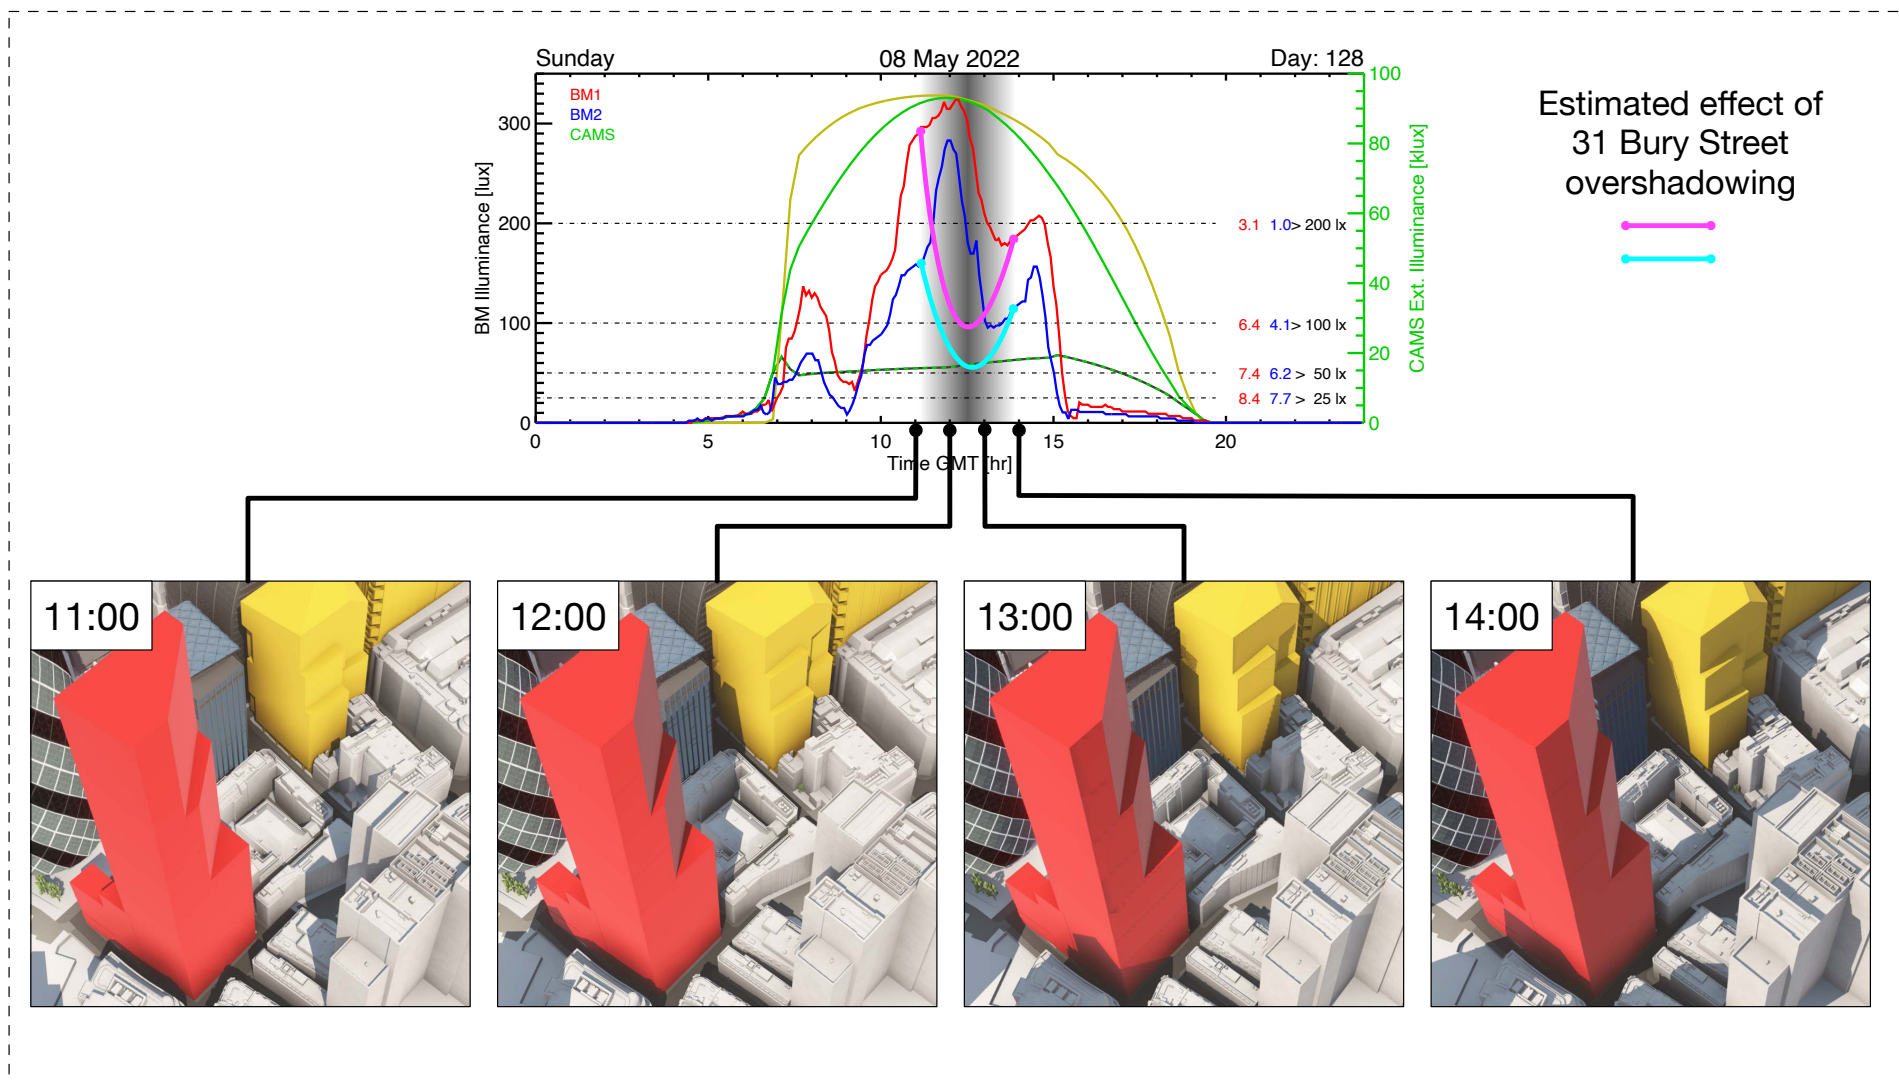 Sunday 08 May 2022 Day: 128
BM1
BM2
CAMS
BM Illuminance [lux]
300
200
100
0
CAMS Ext. Illuminance [klux]
100
80
60
40
20
0
3.1 1.0> 200 lx
6.4 4.1> 100 lx
7.4 6.2 > 50 lx
8.4 7.7 > 25 lx
0 5 10 15 20
Time GMT [hr]
Estimated effect of
31 Bury Street
overshadowing
11:00
12:00
13:00
14:00